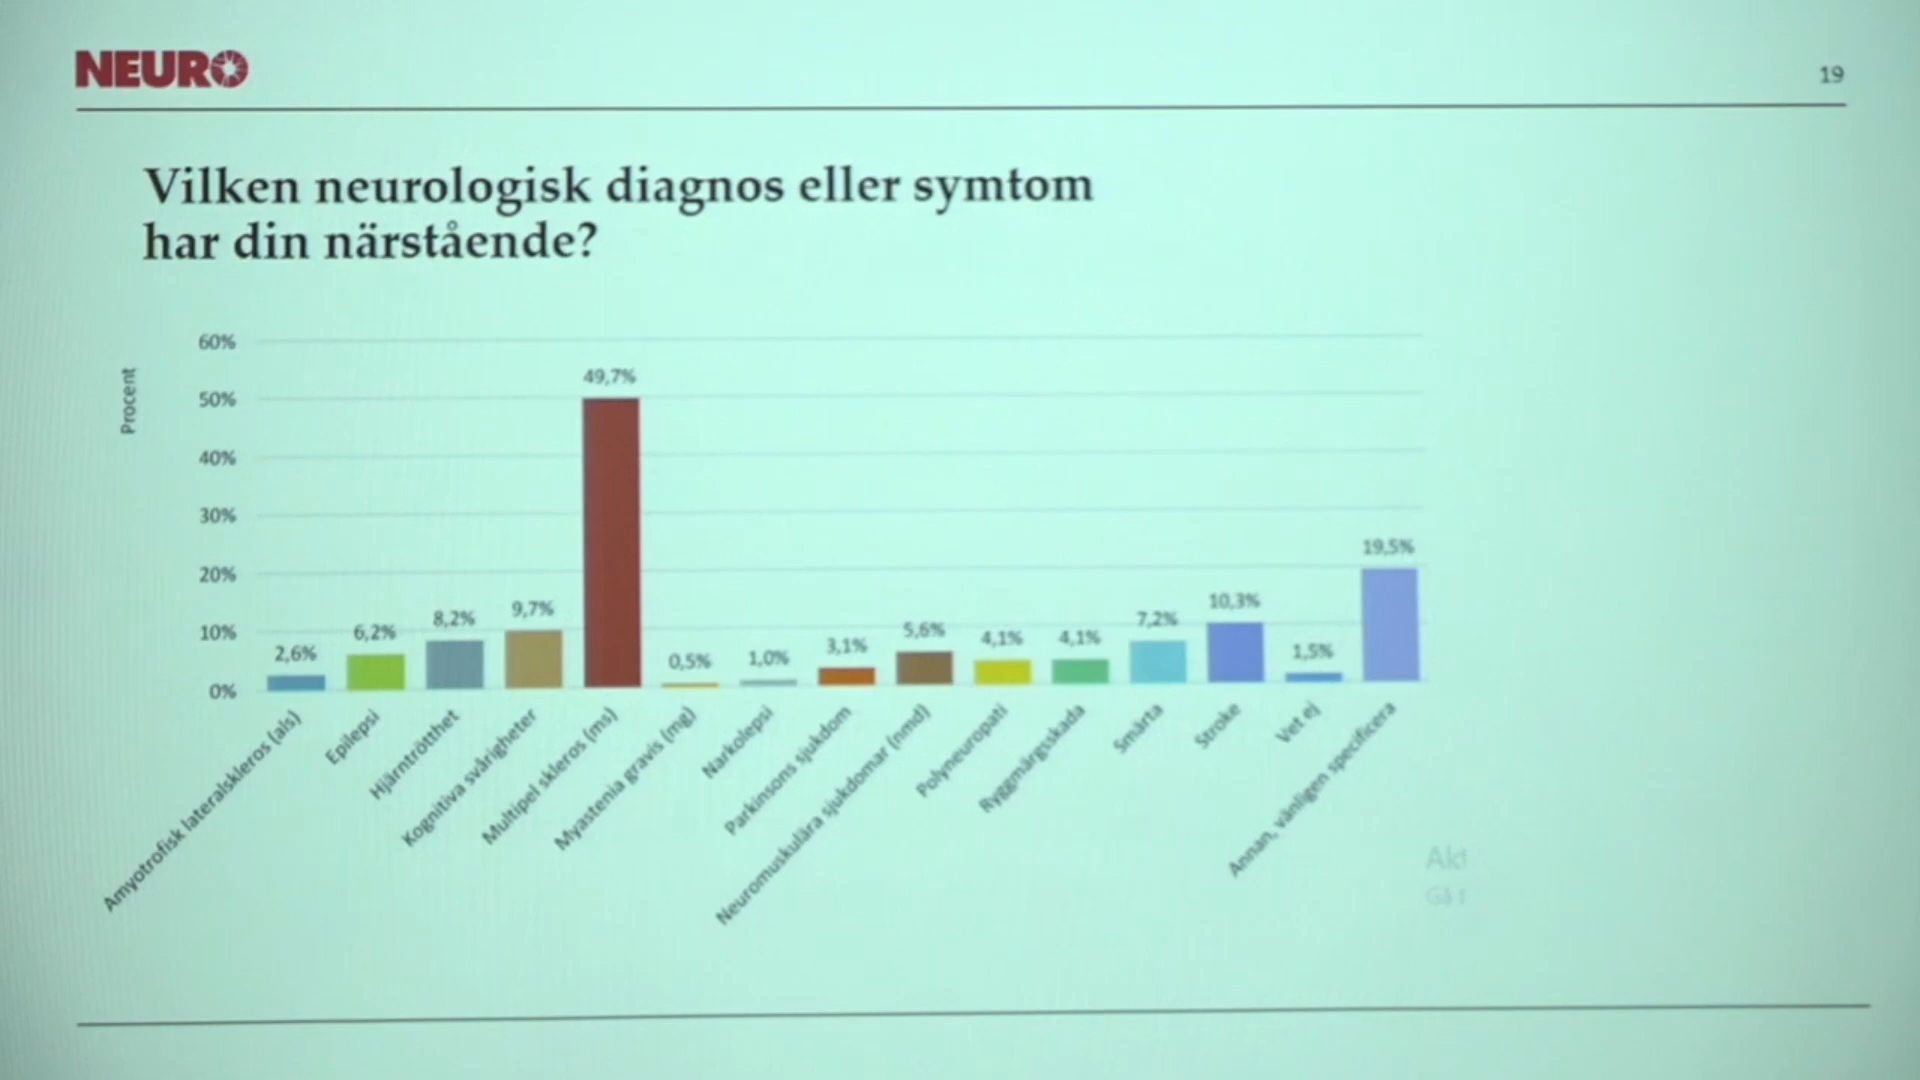 NEURO
19
Vilken neurologisk diagnos eller symtom
har din närstående?
Procent
60%
50%
40%
30%
20%
10%
0%
2,6%
6,2%
8,2%
9,7%
49,7%
0,5%
1,0%
3,1%
5,6%
4,1%
4,1%
7,2%
10,3%
1,5%
19,5%
Amyotrofisk lateralskleros (als)
Epilepsi
Hjärntrötthet
Kognitiva svårigheter
Multipel skleros (ms)
Myastenia gravis (mg)
Narkolepsi
Parkinsons sjukdom
Neuromuskulära sjukdomar (nmd)
Polyneuropati
Ryggmärgsskada
Smärta
Stroke
Vet ej
Annan, vänligen specificera
Akt
Gå t